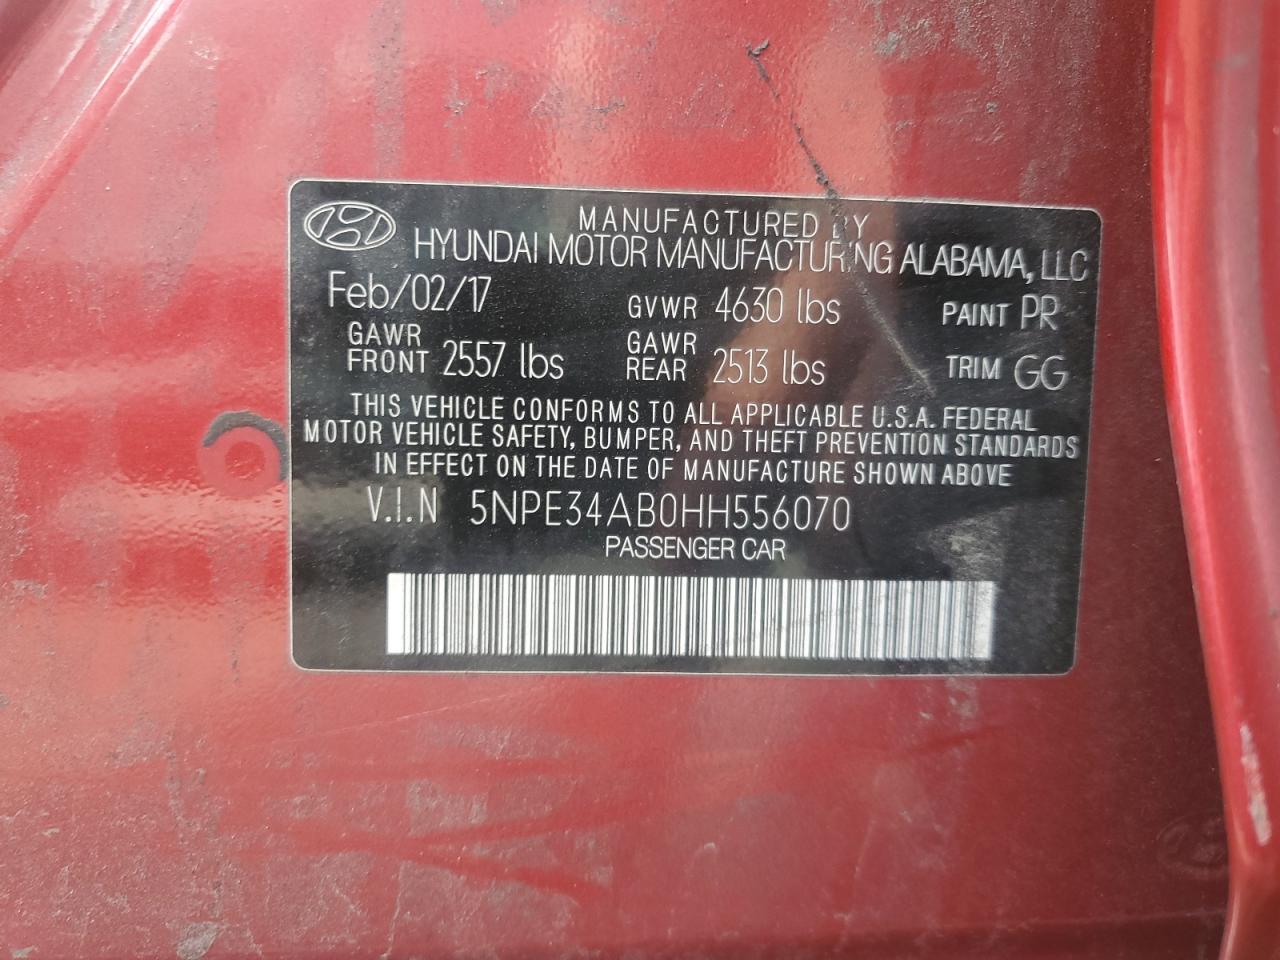 MANUFACTURED BY
HYUNDAI MOTOR MANUFACTURING ALABAMA, LLC
Feb/02/17 GVWR 4630 lbs PAINT PR
GAWR FRONT 2557 lbs GAWR REAR 2513 lbs TRIM GG
THIS VEHICLE CONFORMS TO ALL APPLICABLE U.S.A. FEDERAL
MOTOR VEHICLE SAFETY, BUMPER, AND THEFT PREVENTION STANDARDS
IN EFFECT ON THE DATE OF MANUFACTURE SHOWN ABOVE
V.I.N 5NPE34AB0HH556070
PASSENGER CAR